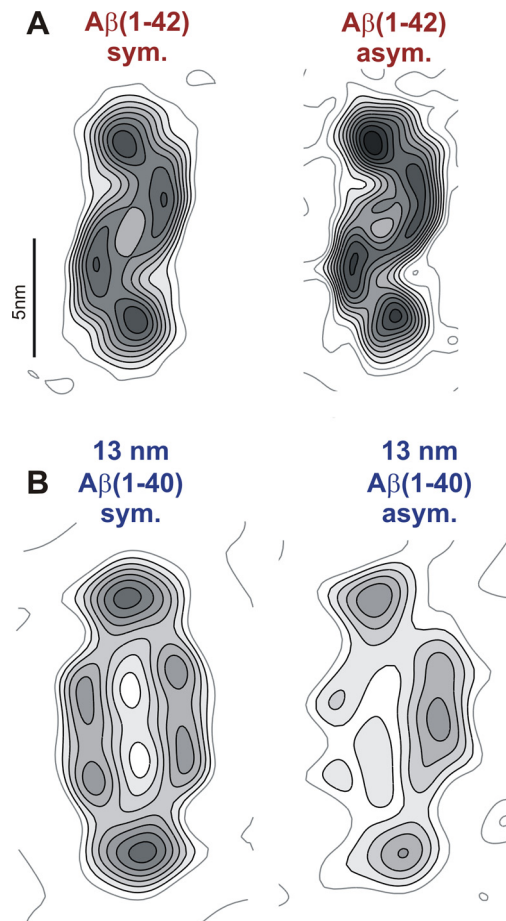 A
Aβ(1-42)
sym.
Aβ(1-42)
asym.
5nm
B
13 nm
Aβ(1-40)
sym.
13 nm
Aβ(1-40)
asym.